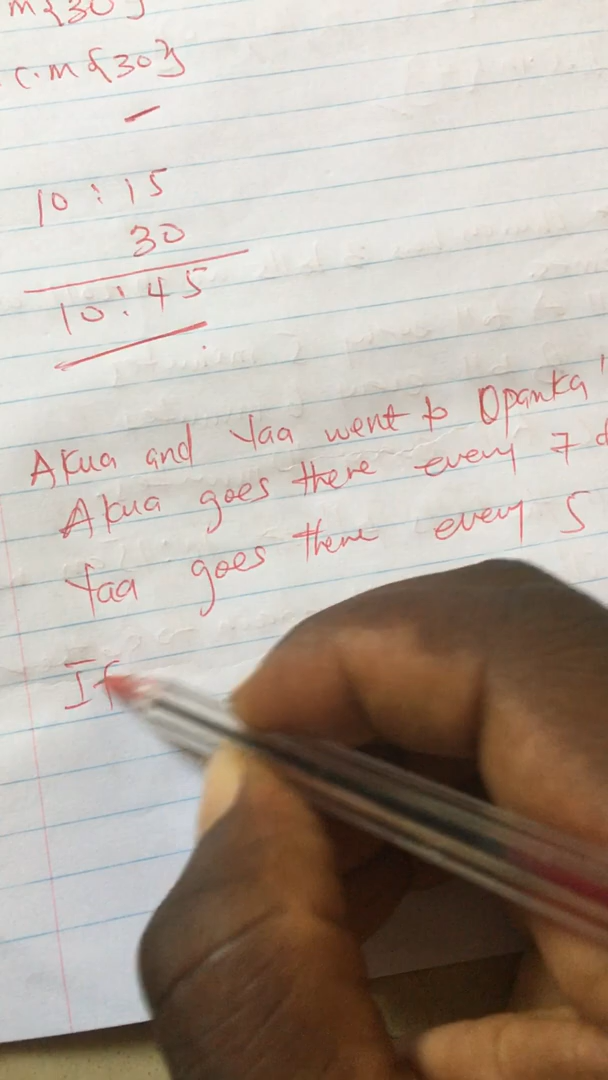 m{30}
C.M{30}
10:15
30
10:45
Akua and Yaa went to Opanka'
Akua goes there every 7 d
Yaa goes there every 5
If